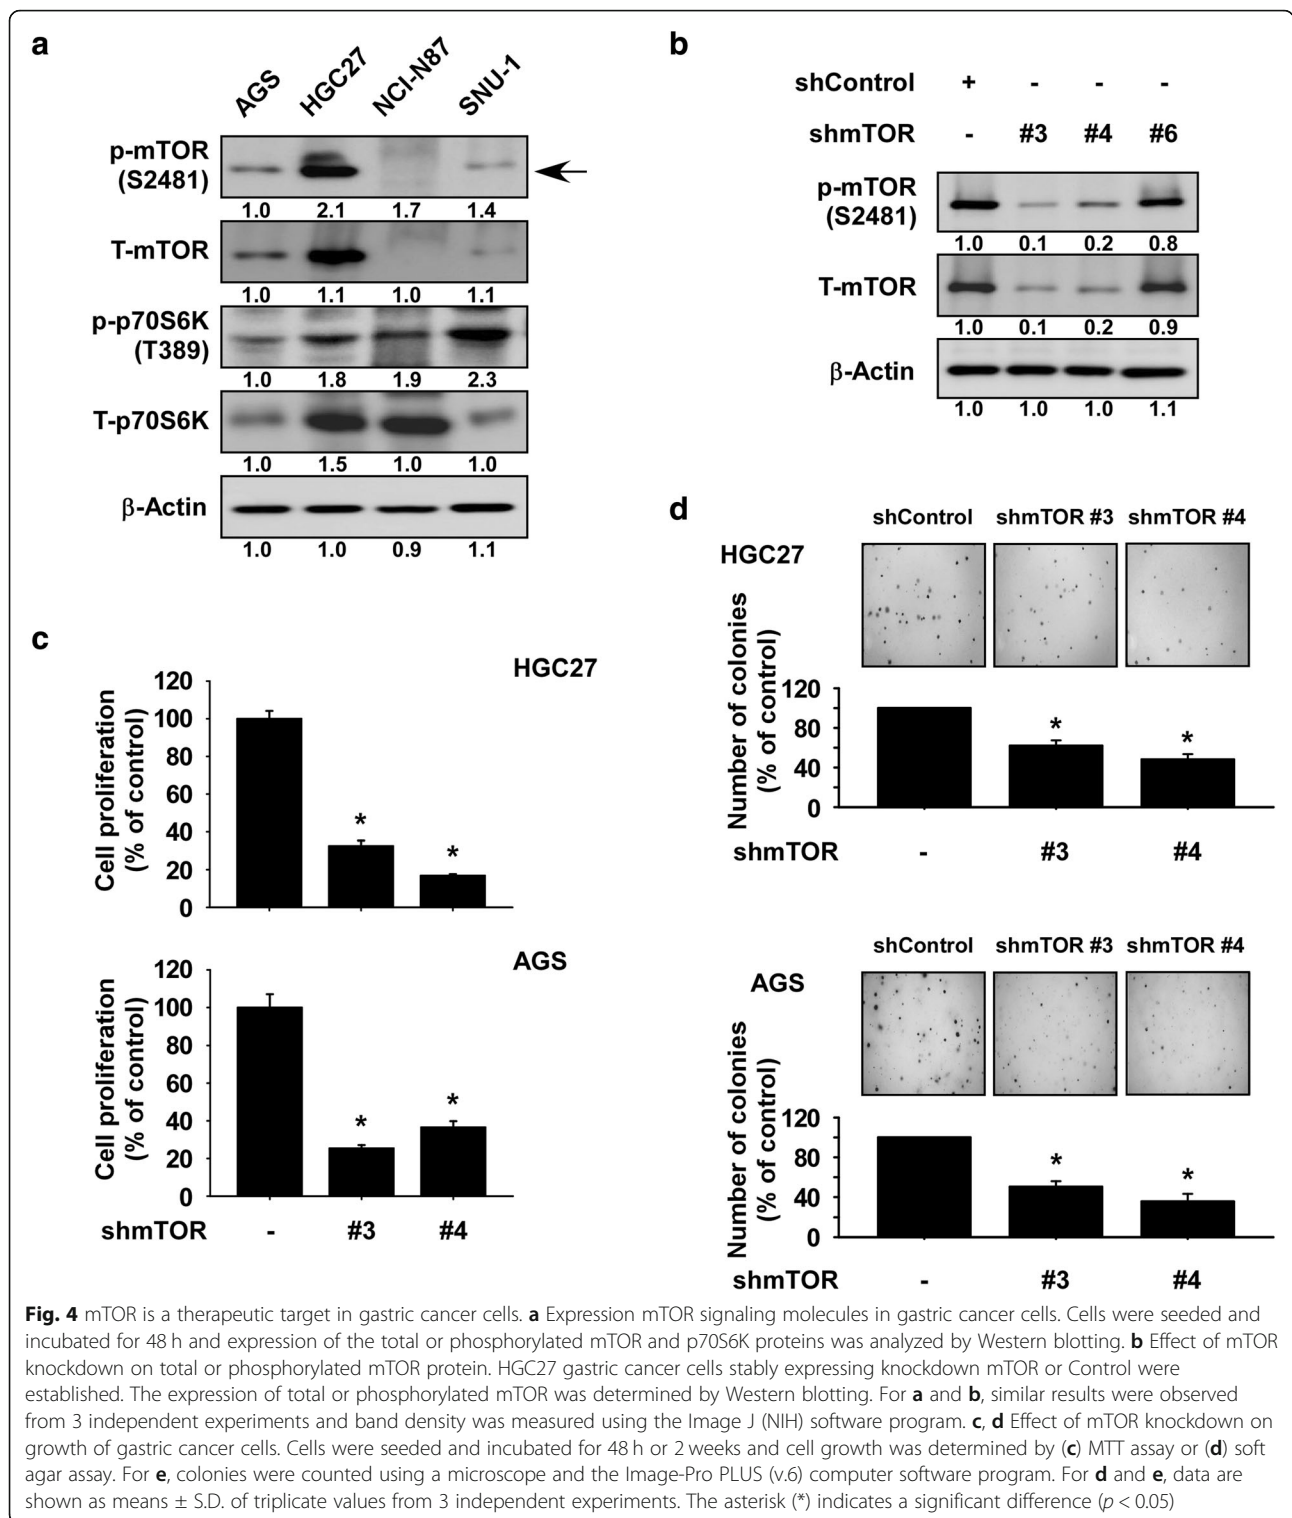 a
AGS HGC27 NCI-N87 SNU-1
p-mTOR
(S2481)
1.0 2.1 1.7 1.4
T-mTOR
1.0 1.1 1.0 1.1
p-p70S6K
(T389)
1.0 1.8 1.9 2.3
T-p70S6K
1.0 1.5 1.0 1.0
β-Actin
1.0 1.0 0.9 1.1
b
shControl + - - -
shmTOR - #3 #4 #6
p-mTOR
(S2481)
1.0 0.1 0.2 0.8
T-mTOR
1.0 0.1 0.2 0.9
β-Actin
1.0 1.0 1.0 1.1
c
HGC27
Cell proliferation
(% of control)
120
100
80
60
40
20
0
* *
AGS
Cell proliferation
(% of control)
120
100
80
60
40
20
0
* *
shmTOR - #3 #4
d
shControl shmTOR #3 shmTOR #4
HGC27
Number of colonies
(% of control)
120
80
40
0
* *
shmTOR - #3 #4
shControl shmTOR #3 shmTOR #4
AGS
Number of colonies
(% of control)
120
80
40
0
* *
shmTOR - #3 #4
Fig. 4 mTOR is a therapeutic target in gastric cancer cells. a Expression mTOR signaling molecules in gastric cancer cells. Cells were seeded and
incubated for 48 h and expression of the total or phosphorylated mTOR and p70S6K proteins was analyzed by Western blotting. b Effect of mTOR
knockdown on total or phosphorylated mTOR protein. HGC27 gastric cancer cells stably expressing knockdown mTOR or Control were
established. The expression of total or phosphorylated mTOR was determined by Western blotting. For a and b, similar results were observed
from 3 independent experiments and band density was measured using the Image J (NIH) software program. c, d Effect of mTOR knockdown on
growth of gastric cancer cells. Cells were seeded and incubated for 48 h or 2 weeks and cell growth was determined by (c) MTT assay or (d) soft
agar assay. For e, colonies were counted using a microscope and the Image-Pro PLUS (v.6) computer software program. For d and e, data are
shown as means ± S.D. of triplicate values from 3 independent experiments. The asterisk (*) indicates a significant difference (p < 0.05)